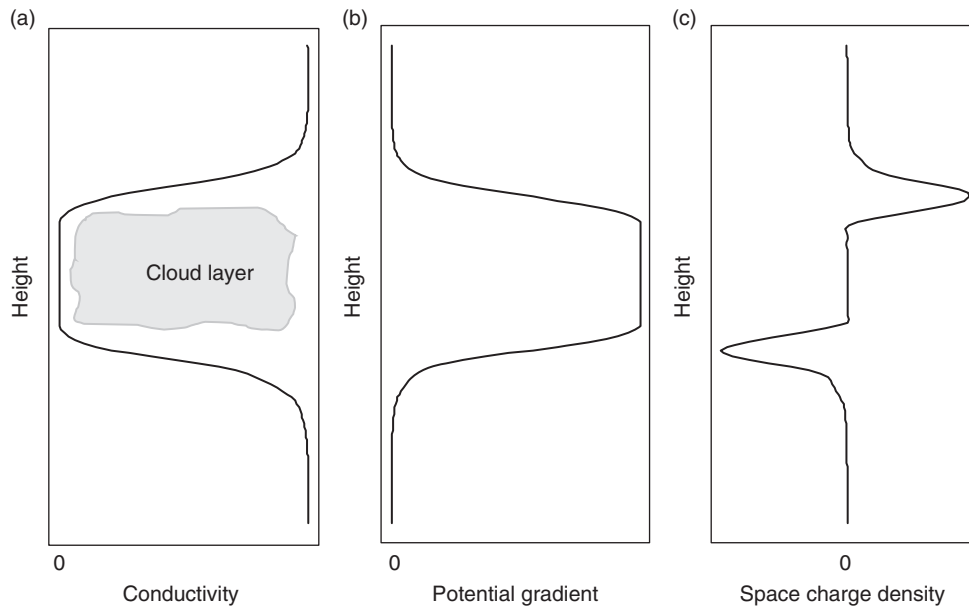 (a)
Height
Cloud layer
0
Conductivity
(b)
Height
0
Potential gradient
(c)
Height
0
Space charge density